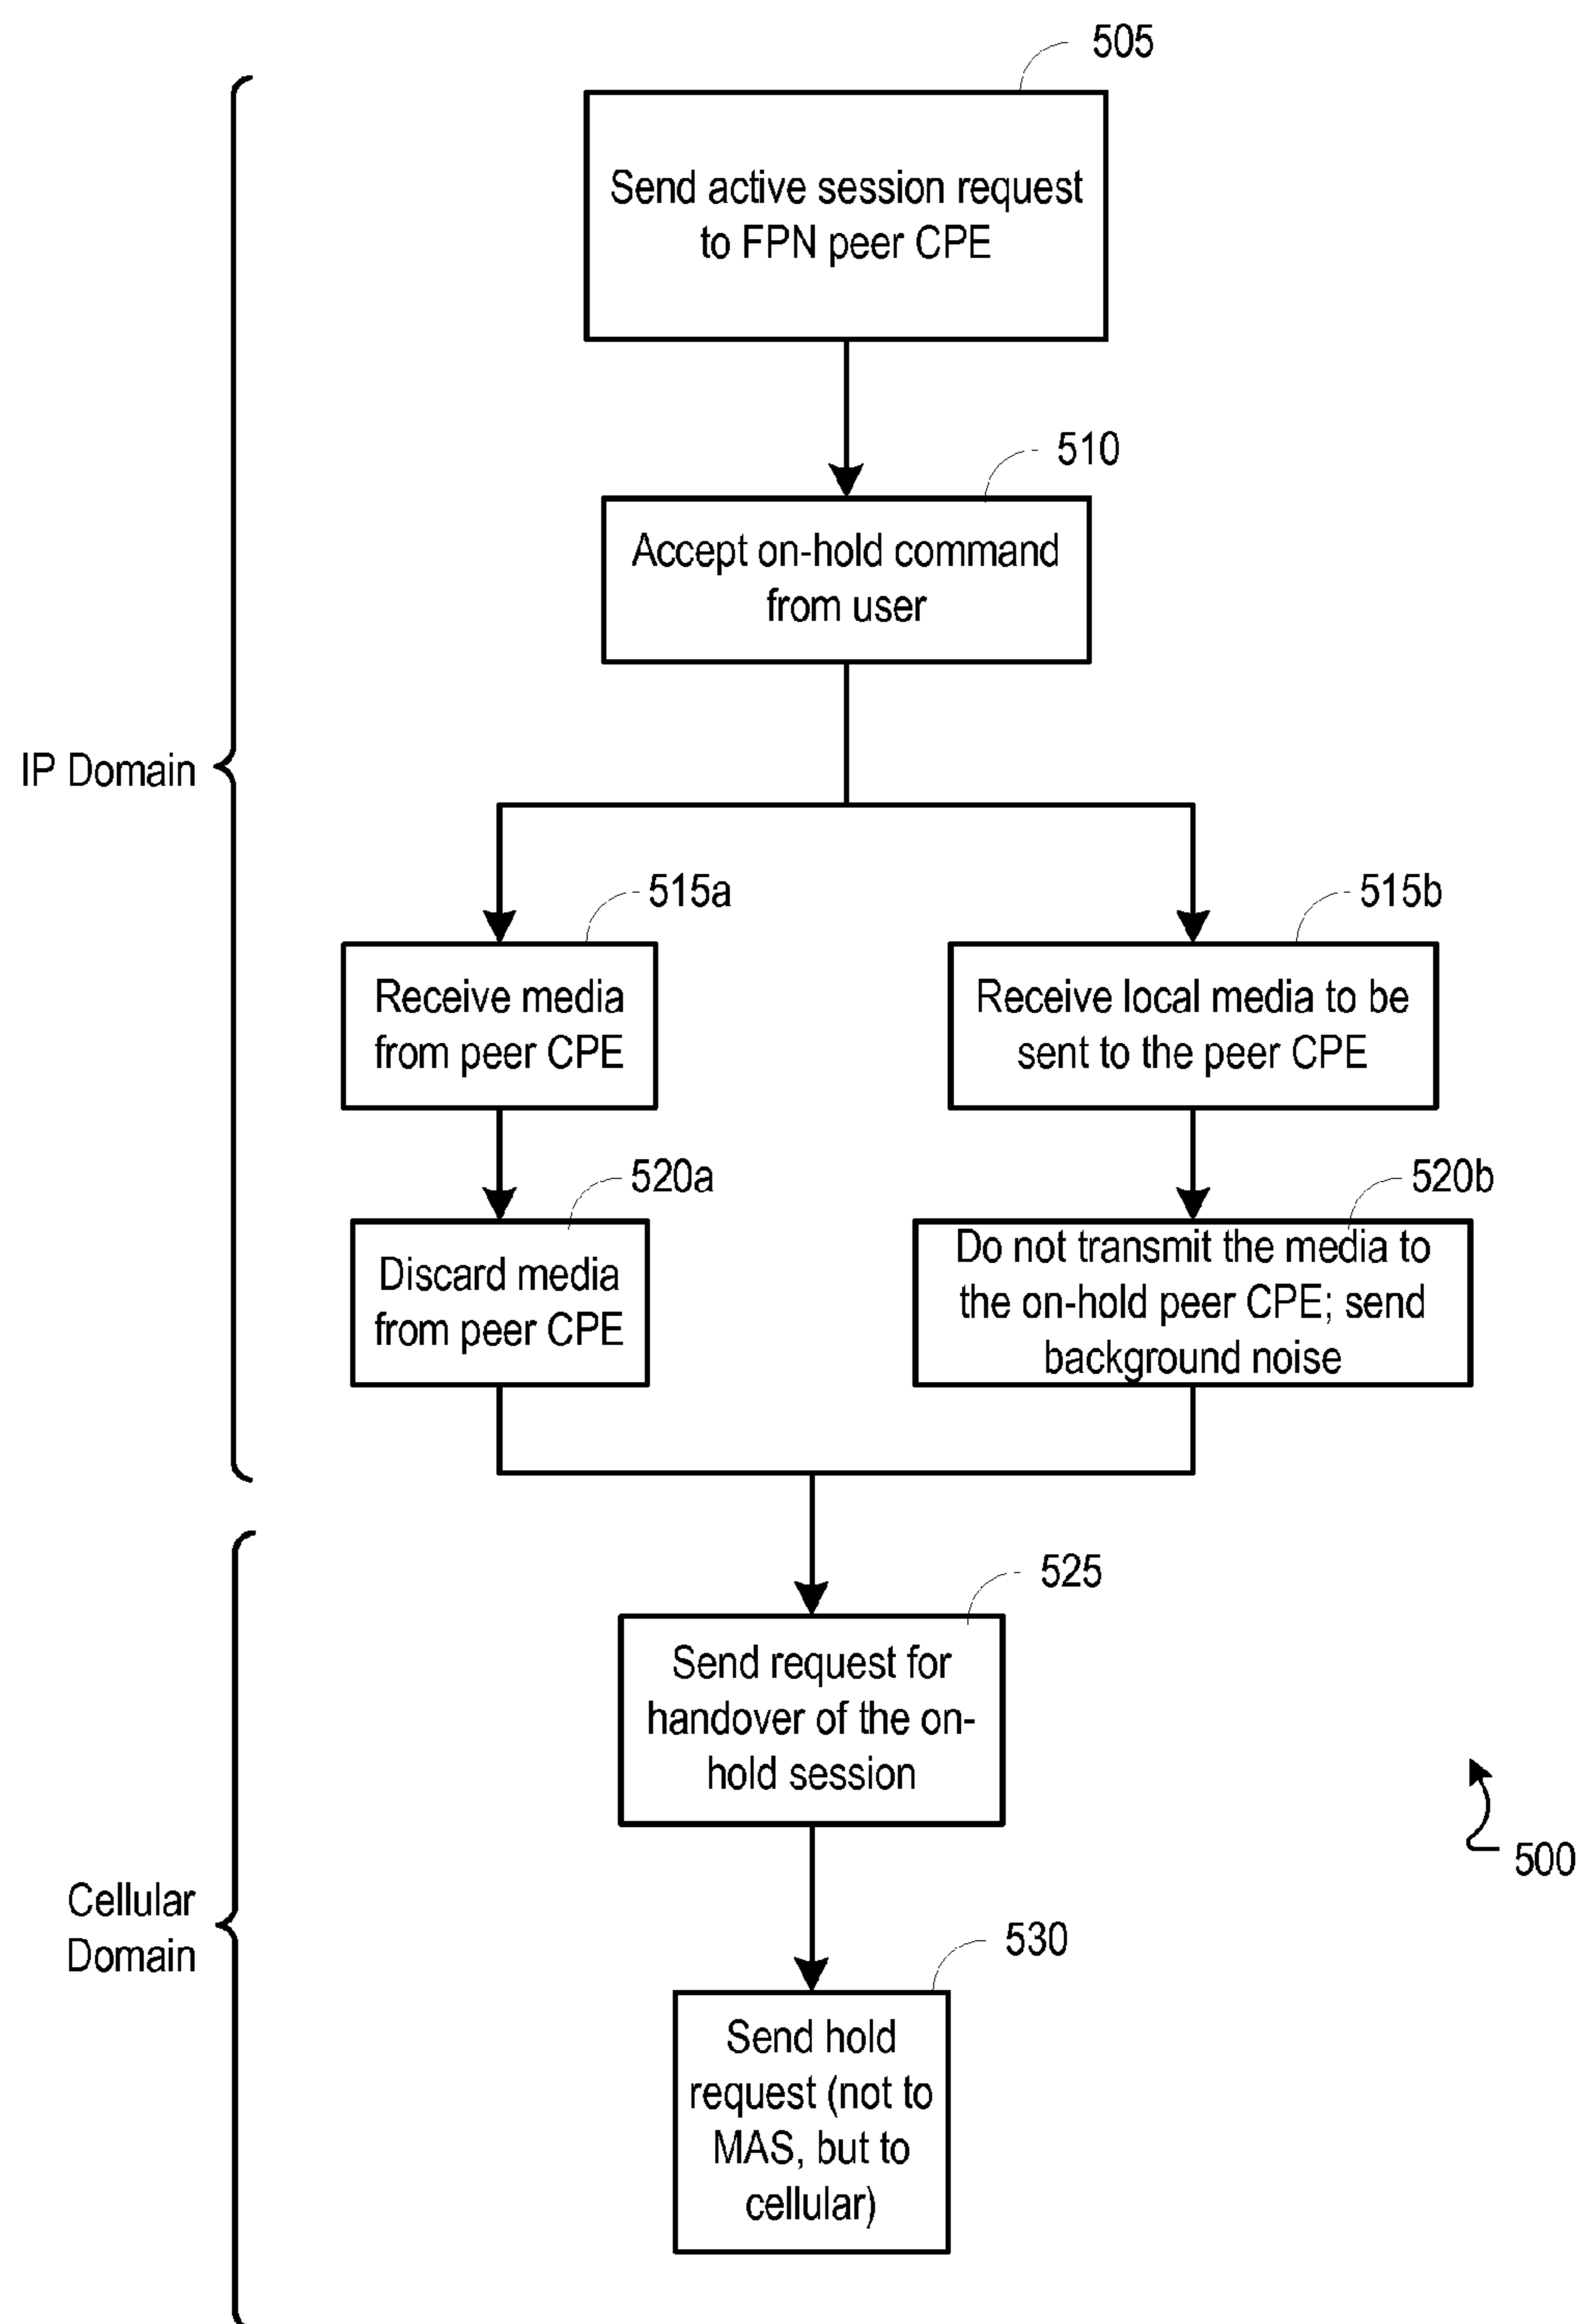 505
Send active session request
to FPN peer CPE
510
Accept on-hold command
from user
IP Domain
515a
515b
Receive media
from peer CPE
Receive local media to be
sent to the peer CPE
520a
520b
Discard media
from peer CPE
Do not transmit the media to
the on-hold peer CPE; send
background noise
525
Send request for
handover of the on-
hold session
500
Cellular
Domain
530
Send hold
request (not to
MAS, but to
cellular)